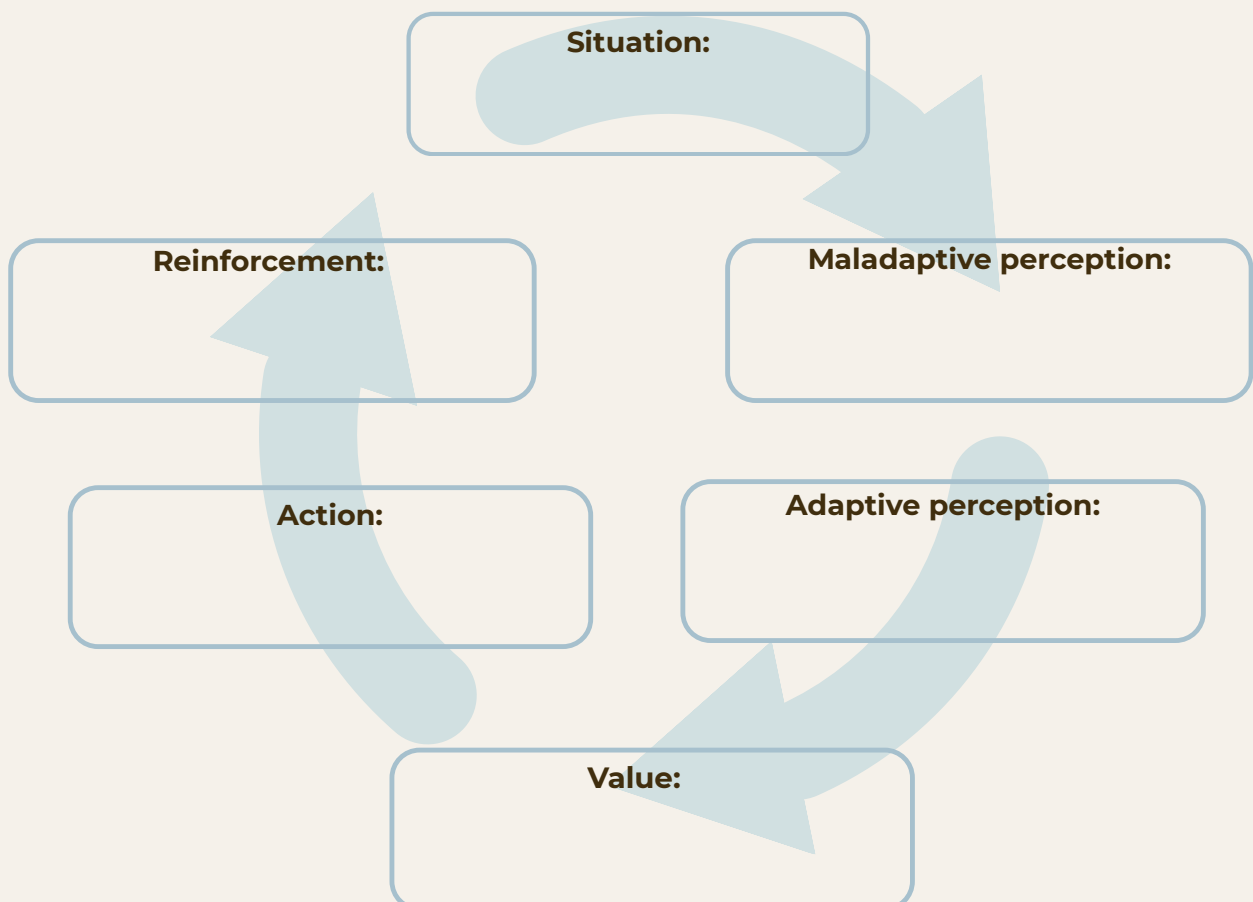 Situation:
Maladaptive perception:
Adaptive perception:
Value:
Action:
Reinforcement: